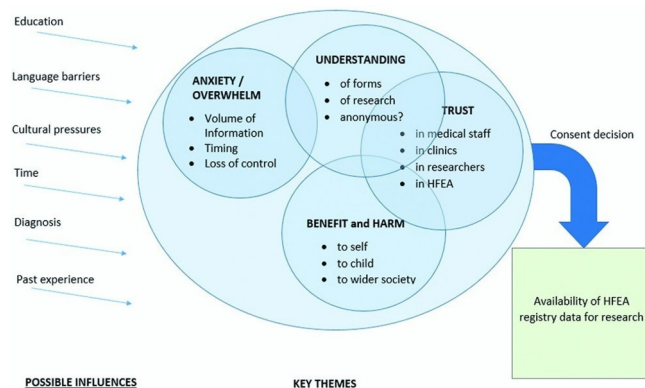 Education
Language barriers
Cultural pressures
Time
Diagnosis
Past experience
POSSIBLE INFLUENCES
ANXIETY /
OVERWHELM
• Volume of
Information
• Timing
• Loss of control
UNDERSTANDING
• of forms
• of research
• anonymous?
TRUST
• in medical staff
• in clinics
• in researchers
• in HFEA
BENEFIT and HARM
• to self
• to child
• to wider society
KEY THEMES
Consent decision
Availability of HFEA
registry data for research